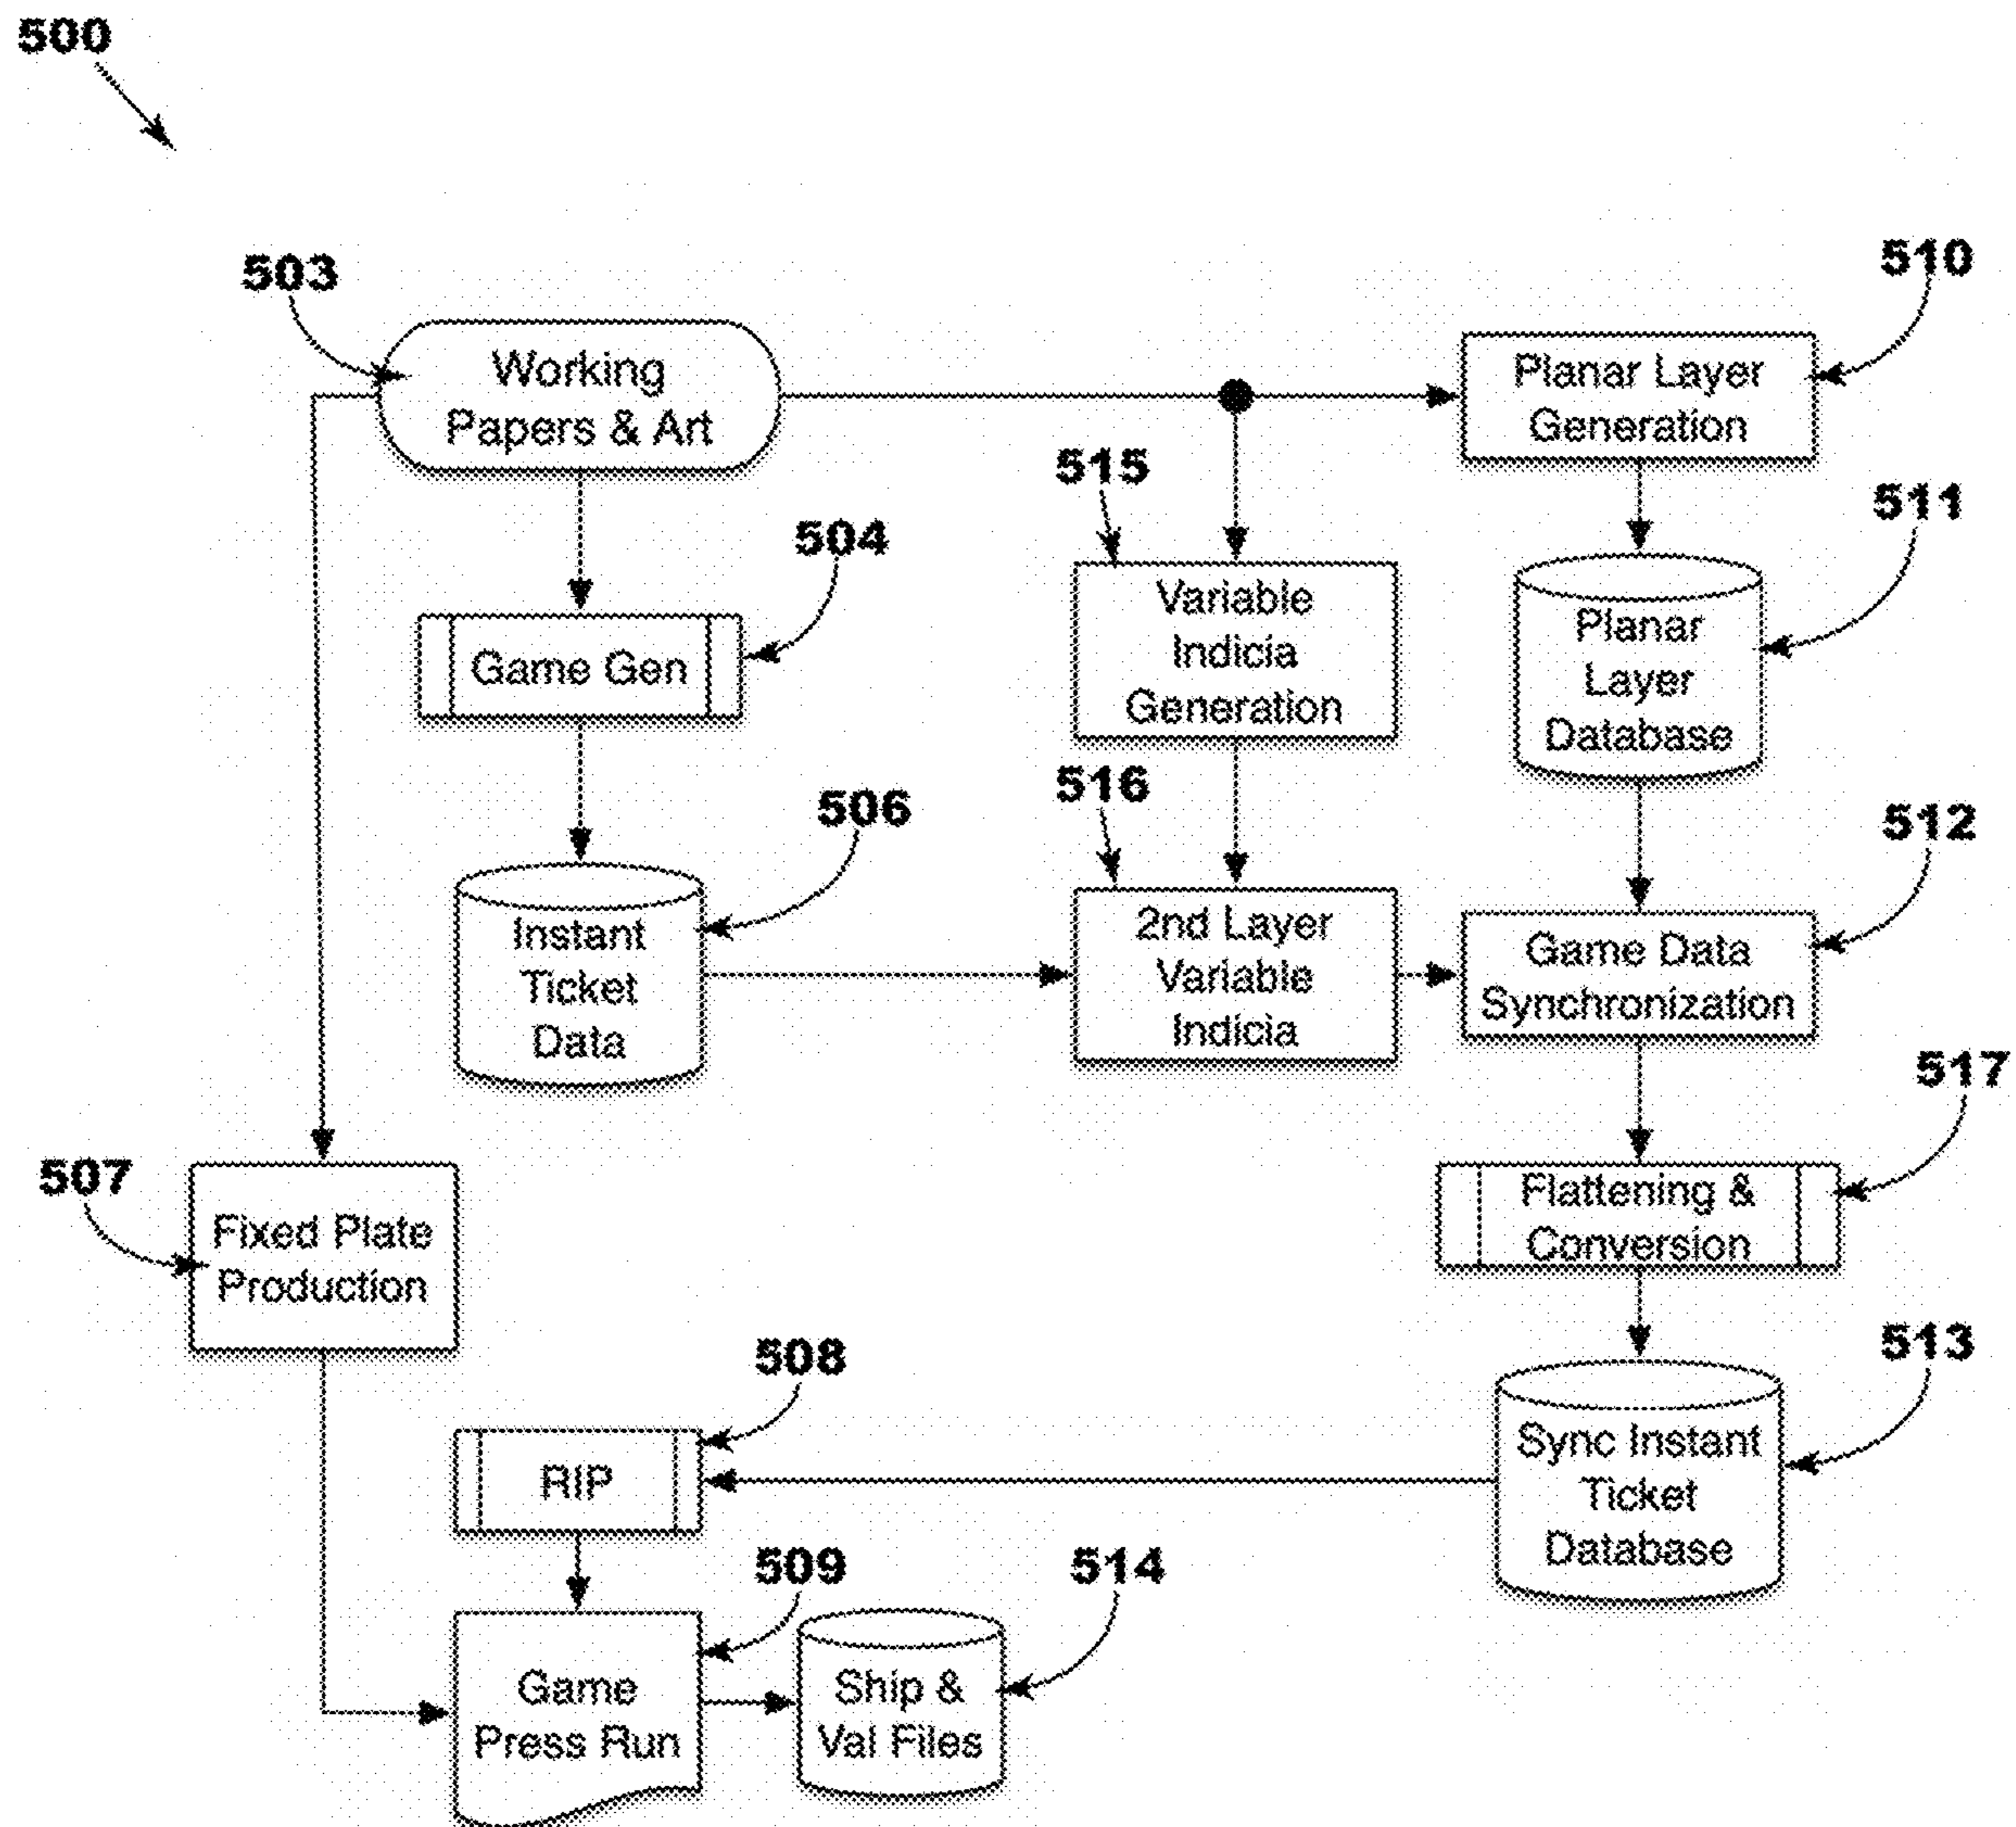 500
503
Working
Papers & Art
510
Planar Layer
Generation
515
511
504
Variable
Indicia
Generation
Planar
Layer
Database
Game Gen
516
506
512
Instant
Ticket
Data
2nd Layer
Variable
Indicia
Game Data
Synchronization
517
507
Fixed Plate
Production
Flattening &
Conversion
508
513
RIP
Sync Instant
Ticket
Database
509
514
Game
Press Run
Ship &
Val Files